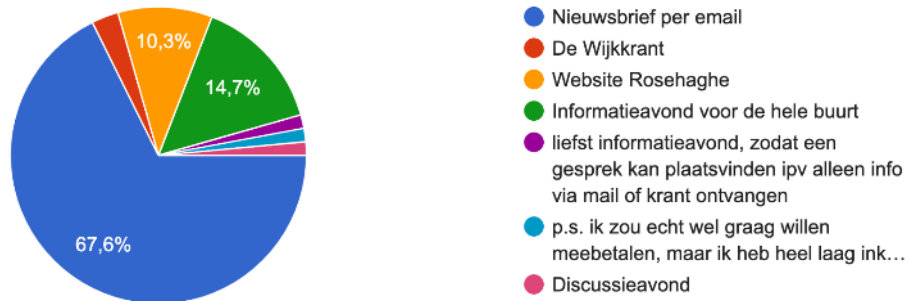 10,3%
14,7%
67,6%
Nieuwsbrief per email
De Wijkkrant
Website Rosehaghe
Informatieavond voor de hele buurt
liefst informatieavond, zodat een
gesprek kan plaatsvinden ipv alleen info
via mail of krant ontvangen
p.s. ik zou echt wel graag willen
meebetalen, maar ik heb heel laag ink...
Discussieavond